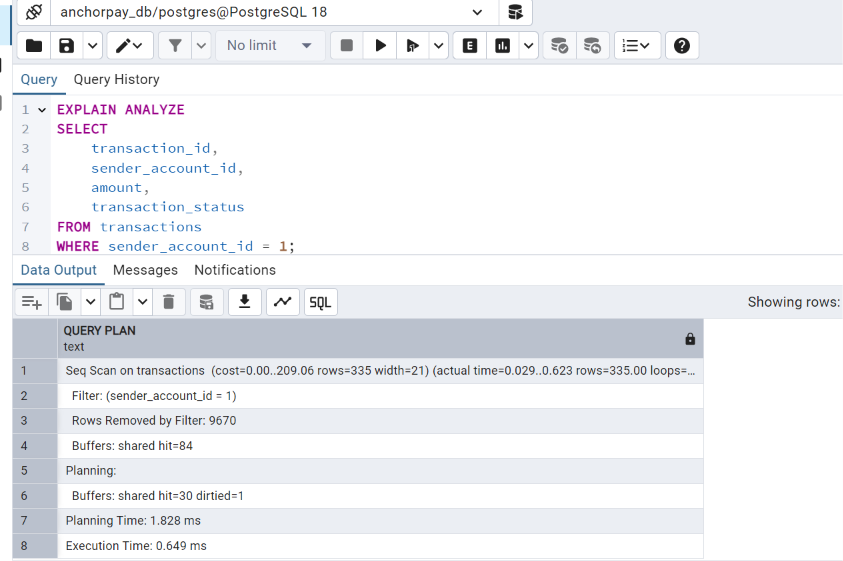 anchorpay_db/postgres@PostgreSQL 18
No limit
E
Query Query History
1 EXPLAIN ANALYZE
2 SELECT
3 transaction_id,
4 sender_account_id,
5 amount,
6 transaction_status
7 FROM transactions
8 WHERE sender_account_id = 1;
Data Output Messages Notifications
SQL
Showing rows:
QUERY PLAN
text
1 Seq Scan on transactions (cost=0.00..209.06 rows=335 width=21) (actual time=0.029..0.623 rows=335.00 loops=...
2 Filter: (sender_account_id = 1)
3 Rows Removed by Filter: 9670
4 Buffers: shared hit=84
5 Planning:
6 Buffers: shared hit=30 dirtied=1
7 Planning Time: 1.828 ms
8 Execution Time: 0.649 ms